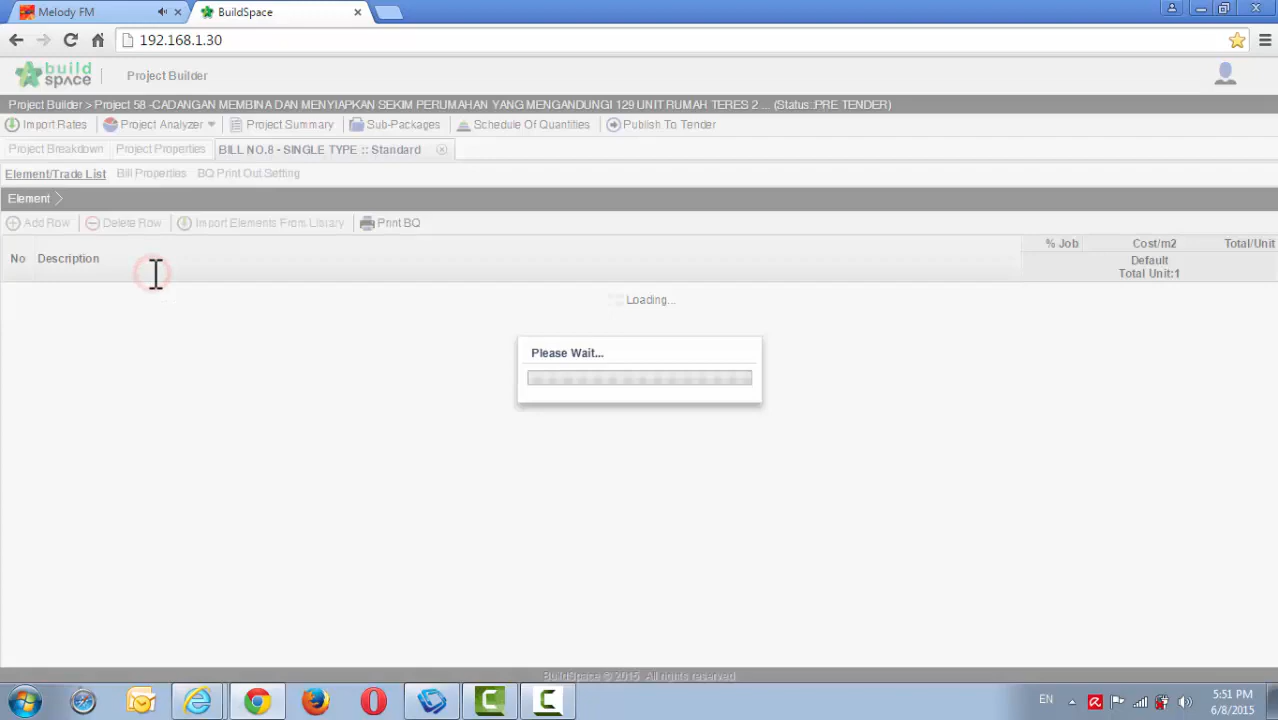 Melody FM
BuildSpace
192.168.1.30
build space
Project Builder
Project Builder > Project 58 -CADANGAN MEMBINA DAN MENYIAPKAN SEKIM PERUMAHAN YANG MENGANDUNGI 129 UNIT RUMAH TERES 2 ... (Status:PRE TENDER)
Import Rates Project Analyzer Project Summary Sub-Packages Schedule Of Quantities Publish To Tender
Project Breakdown Project Properties BILL NO.8 - SINGLE TYPE :: Standard
Element/Trade List Bill Properties BQ Print Out Setting
Element
Add Row Delete Row Import Elements From Library Print BQ
No Description % Job Cost/m2 Total/Unit
Default
Total Unit:1
Loading...
Please Wait...
BuildSpace © 2015. All rights reserved.
EN
5:51 PM
6/8/2015